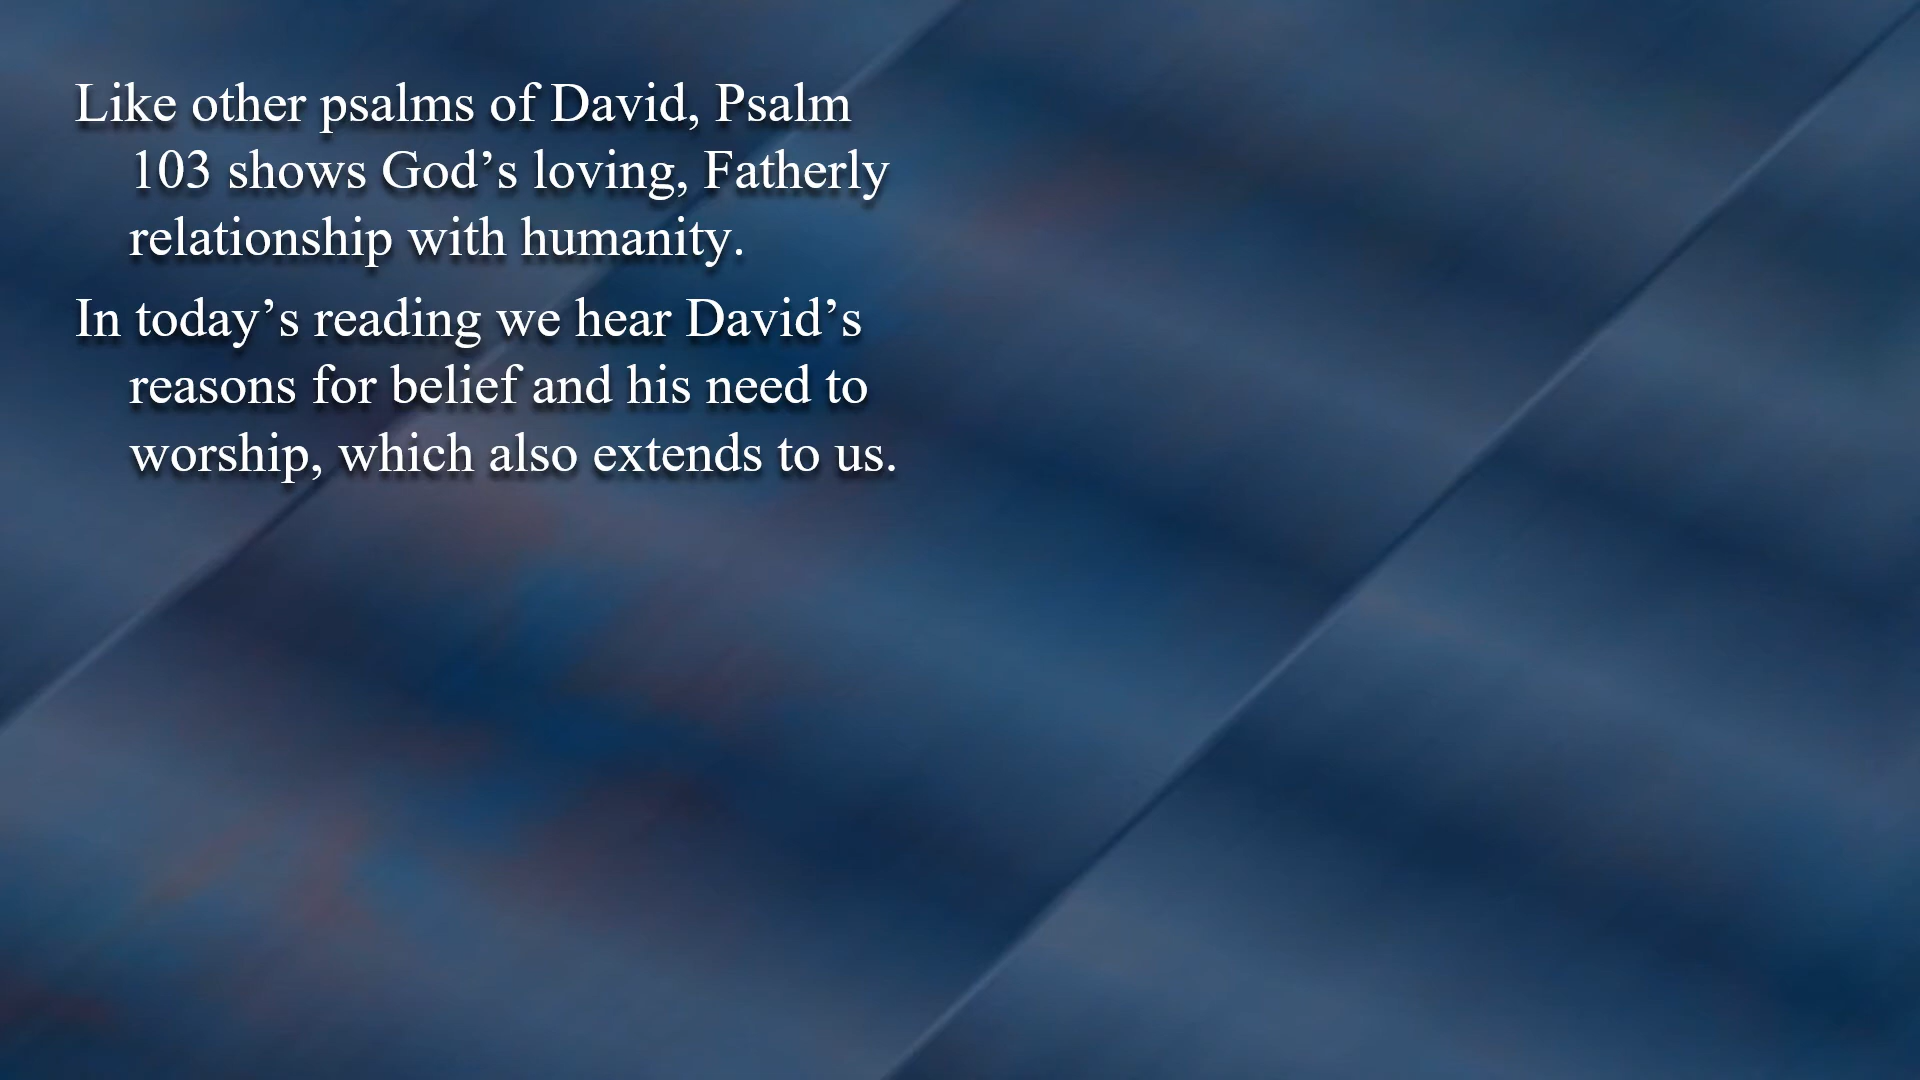 Like other psalms of David, Psalm
103 shows God’s loving, Fatherly
relationship with humanity.
In today’s reading we hear David’s
reasons for belief and his need to
worship, which also extends to us.